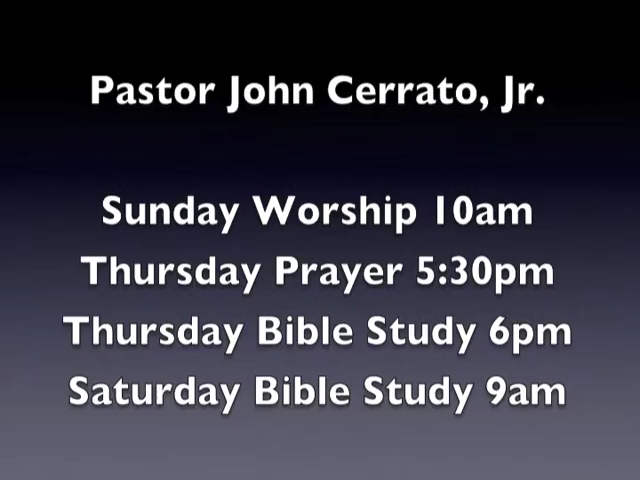 Pastor John Cerrato, Jr.
Sunday Worship 10am
Thursday Prayer 5:30pm
Thursday Bible Study 6pm
Saturday Bible Study 9am